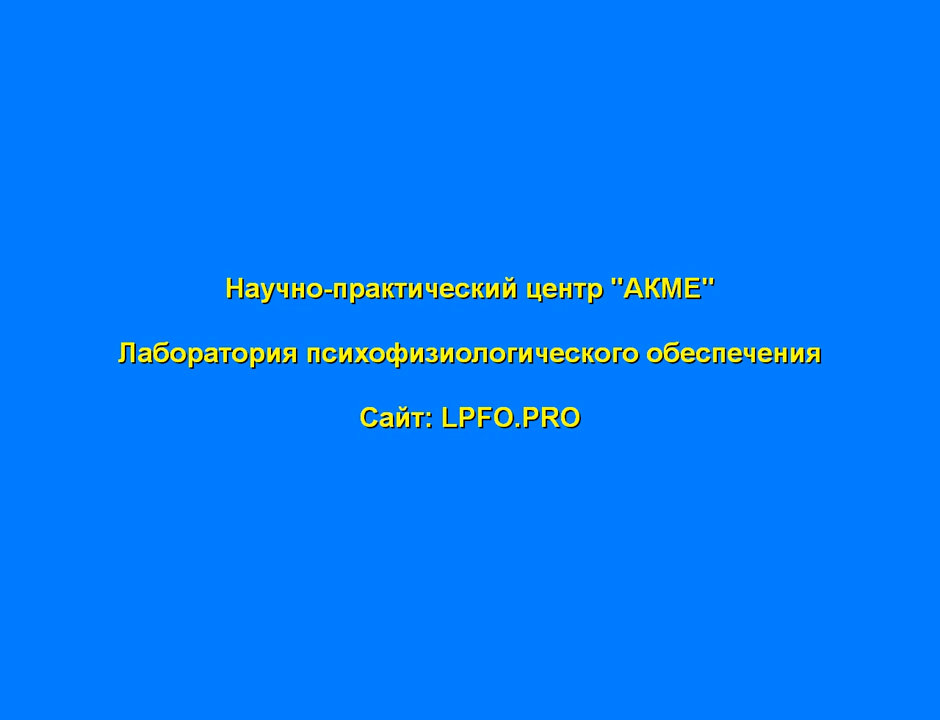 Научно-практический центр "АКМЕ"
Лаборатория психофизиологического обеспечения
Сайт: LPFO.PRO